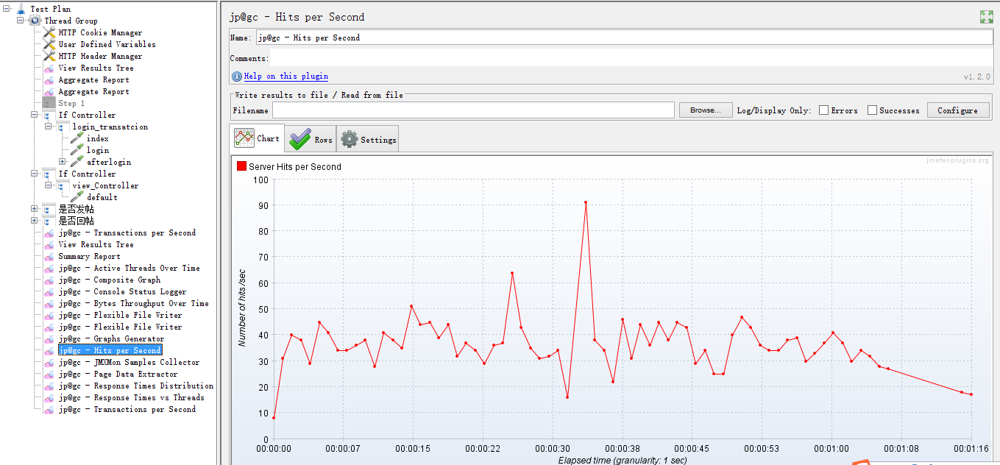 Test Plan
Thread Group
HTTP Cookie Manager
User Defined Variables
HTTP Header Manager
View Results Tree
Aggregate Report
Aggregate Report
Step 1
If Controller
login_transatcion
index
login
afterlogin
If Controller
view_Controller
default
是否发帖
是否回帖
jp@gc - Transactions per Second
View Results Tree
Summary Report
jp@gc - Active Threads Over Time
jp@gc - Composite Graph
jp@gc - Console Status Logger
jp@gc - Bytes Throughput Over Time
jp@gc - Flexible File Writer
jp@gc - Flexible File Writer
jp@gc - Graphs Generator
jp@gc - Hits per Second
jp@gc - JMXMon Samples Collector
jp@gc - Page Data Extractor
jp@gc - Response Times Distribution
jp@gc - Response Times vs Threads
jp@gc - Transactions per Second
jp@gc - Hits per Second
Name: jp@gc - Hits per Second
Comments:
Help on this plugin v1.2.0
Write results to file / Read from file
Filename Browse... Log/Display Only: Errors Successes Configure
Chart Rows Settings
jmeter-plugins.org
Server Hits per Second
100
90
80
70
60
50
40
30
20
10
0
Number of hits/sec
00:00:00 00:00:07 00:00:15 00:00:22 00:00:30 00:00:38 00:00:45 00:00:53 00:01:00 00:01:08 00:01:16
Elapsed time (granularity: 1 sec)